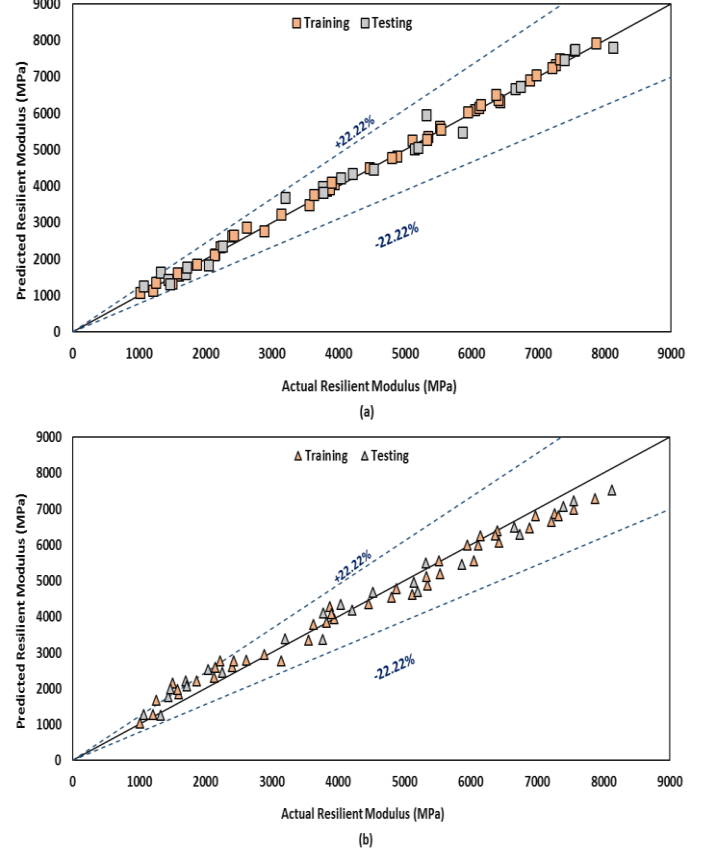 9000
8000
7000
6000
5000
4000
3000
2000
1000
0
Predicted Resilient Modulus (MPa)
Training Testing
+22.22%
-22.22%
0 1000 2000 3000 4000 5000 6000 7000 8000 9000
Actual Resilient Modulus (MPa)
(a)
9000
8000
7000
6000
5000
4000
3000
2000
1000
0
Predicted Resilient Modulus (MPa)
Training Testing
+22.22%
-22.22%
0 1000 2000 3000 4000 5000 6000 7000 8000 9000
Actual Resilient Modulus (MPa)
(b)